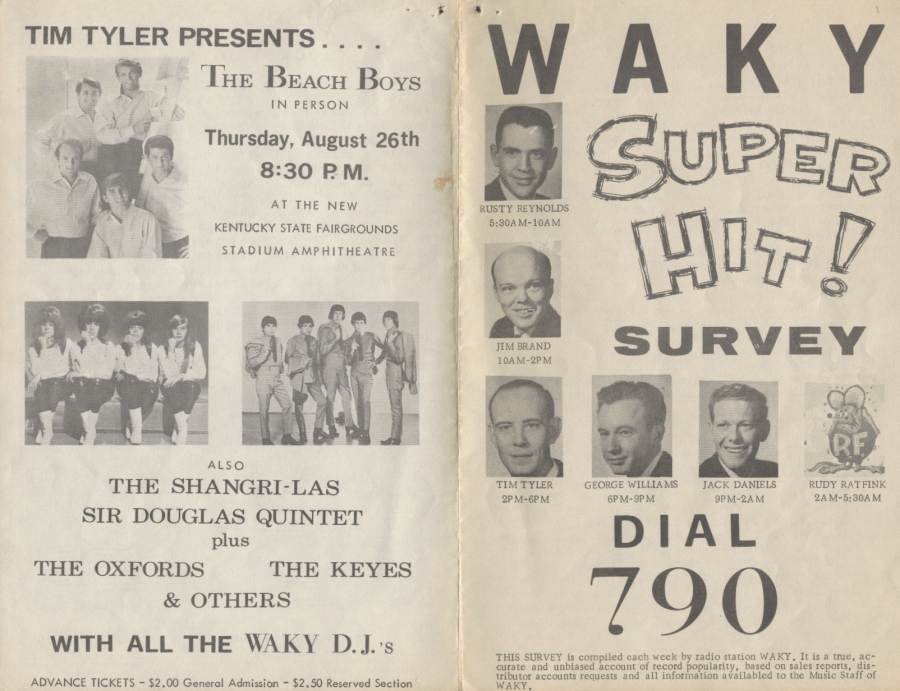 TIM TYLER PRESENTS . . . .
THE BEACH BOYS
IN PERSON
Thursday, August 26th
8:30 P.M.
AT THE NEW
KENTUCKY STATE FAIRGROUNDS
STADIUM AMPHITHEATRE
ALSO
THE SHANGRI-LAS
SIR DOUGLAS QUINTET
plus
THE OXFORDS THE KEYES
& OTHERS
WITH ALL THE WAKY D.J.'s
ADVANCE TICKETS - $2.00 General Admission - $2.50 Reserved Section
WAKY
SUPER
HIT!
SURVEY
RUSTY REYNOLDS
5:30AM-10AM
JIM BRAND
10AM-2PM
TIM TYLER
2PM-6PM
GEORGE WILLIAMS
6PM-9PM
JACK DANIELS
9PM-2AM
RF
RUDY RATFINK
2AM-5:30AM
DIAL
790
THIS SURVEY is compiled each week by radio station WAKY. It is a true, ac-
curate and unbiased account of record popularity, based on sales reports, dis-
tributor accounts requests and all information availabled to the Music Staff of
WAKY.